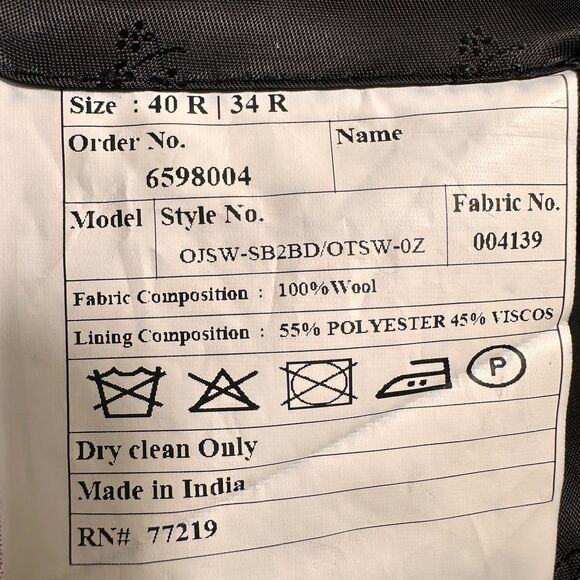 Size : 40 R | 34 R
Order No. Name
6598004
Model Style No. Fabric No.
OJSW-SB2BD/OTSW-0Z 004139
Fabric Composition : 100%Wool
Lining Composition : 55% POLYESTER 45% VISCOS
P
Dry clean Only
Made in India
RN# 77219